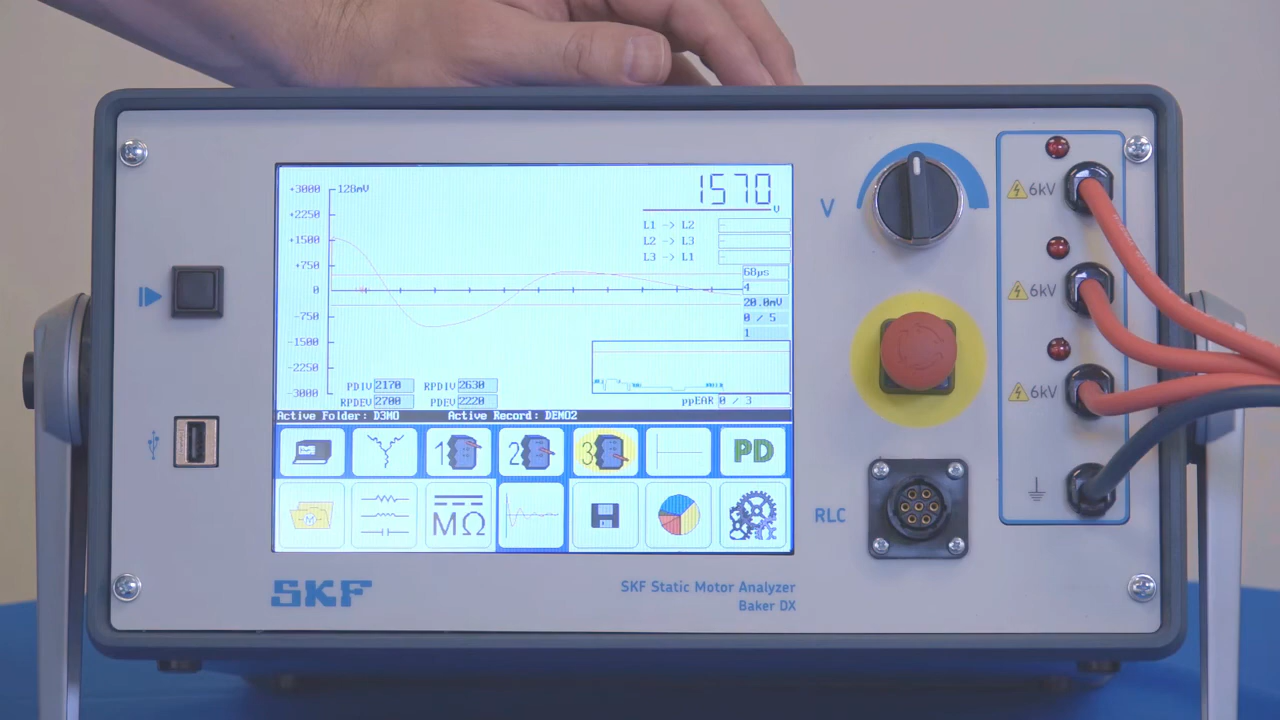 +3000 128mV
+2250
+1500
+750
0
-750
-1500
-2250
-3000
1570
V
L1 -> L2 -
L2 -> L3 -
L3 -> L1 -
68µs
4
20.0mV
0 / 5
1
PDIV 2170 RPDIV 2630
RPDEV 2700 PDEV 2220
ppEAR 0 / 3
Active Folder: D3MO Active Record: DEMO2
1
2
3
PD
M
MΩ
SKF
SKF Static Motor Analyzer
Baker DX
V
RLC
6kV
6kV
6kV